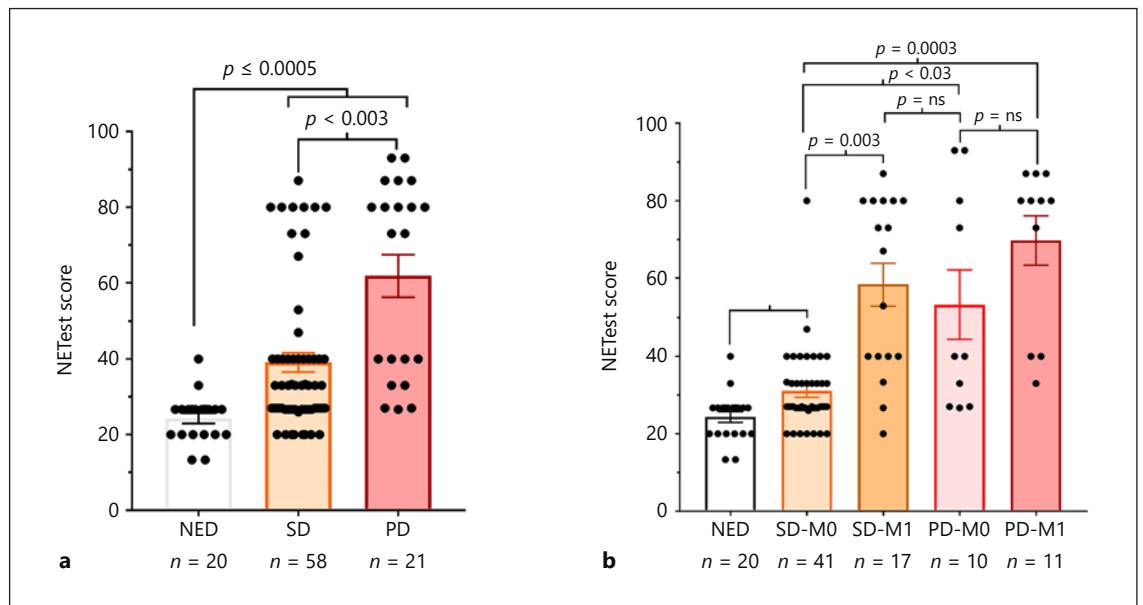 p ≤ 0.0005
p < 0.003
NETest score
100
80
60
40
20
0
NED SD PD
n = 20 n = 58 n = 21
a
p = 0.0003
p < 0.03
p = ns
p = ns
p = 0.003
NETest score
100
80
60
40
20
0
NED SD-M0 SD-M1 PD-M0 PD-M1
n = 20 n = 41 n = 17 n = 10 n = 11
b